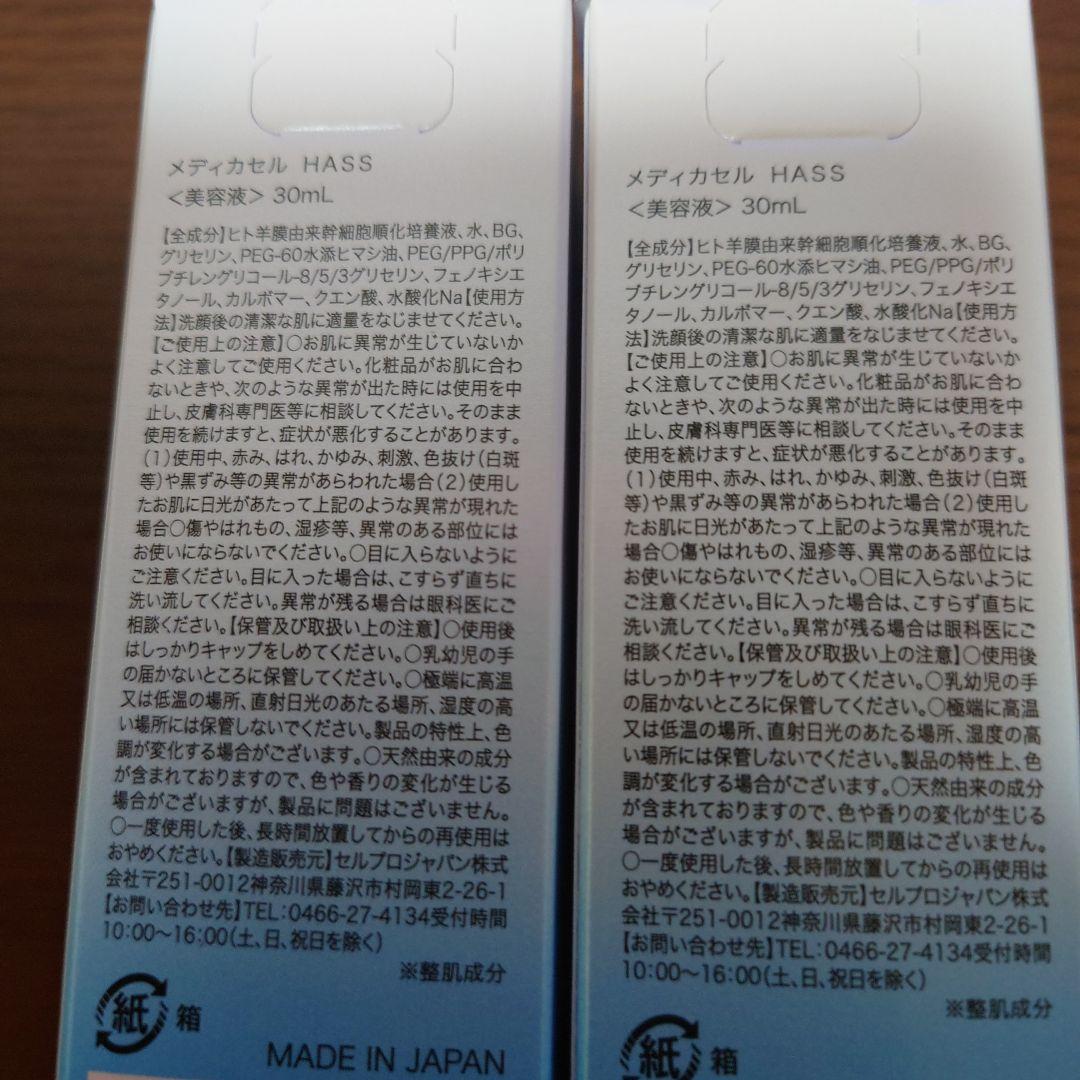 メディカセル HASS
<美容液> 30mL
【全成分】ヒト羊膜由来幹細胞順化培養液、水、BG、
グリセリン、PEG-60水添ヒマシ油、PEG/PPG/ポリ
ブチレングリコール-8/5/3グリセリン、フェノキシエ
タノール、カルボマー、クエン酸、水酸化Na【使用方
法】洗顔後の清潔な肌に適量をなじませてください。
【ご使用上の注意】○お肌に異常が生じていないか
よく注意してご使用ください。化粧品がお肌に合わ
ないときや、次のような異常が出た時には使用を中
止し、皮膚科専門医等に相談してください。そのまま
使用を続けますと、症状が悪化することがあります。
(1)使用中、赤み、はれ、かゆみ、刺激、色抜け(白斑
等)や黒ずみ等の異常があらわれた場合(2)使用し
たお肌に日光があたって上記のような異常が現れた
場合○傷やはれもの、湿疹等、異常のある部位には
お使いにならないでください。○目に入らないように
ご注意ください。目に入った場合は、こすらず直ちに
洗い流してください。異常が残る場合は眼科医にご
相談ください。【保管及び取扱い上の注意】○使用後
はしっかりキャップをしめてください。○乳幼児の手
の届かないところに保管してください。○極端に高温
又は低温の場所、直射日光のあたる場所、湿度の高
い場所には保管しないでください。製品の特性上、色
調が変化する場合がございます。○天然由来の成分
が含まれておりますので、色や香りの変化が生じる
場合がございますが、製品に問題はございません。
○一度使用した後、長時間放置してからの再使用は
おやめください。【製造販売元】セルプロジャパン株式
会社〒251-0012神奈川県藤沢市村岡東2-26-1
【お問い合わせ先】TEL:0466-27-4134受付時間
10:00〜16:00(土、日、祝日を除く)
※整肌成分
紙 箱
MADE IN JAPAN
メディカセル HASS
<美容液> 30mL
【全成分】ヒト羊膜由来幹細胞順化培養液、水、BG、
グリセリン、PEG-60水添ヒマシ油、PEG/PPG/ポリ
ブチレングリコール-8/5/3グリセリン、フェノキシエ
タノール、カルボマー、クエン酸、水酸化Na【使用方
法】洗顔後の清潔な肌に適量をなじませてください。
【ご使用上の注意】○お肌に異常が生じていないか
よく注意してご使用ください。化粧品がお肌に合わ
ないときや、次のような異常が出た時には使用を中
止し、皮膚科専門医等に相談してください。そのまま
使用を続けますと、症状が悪化することがあります。
(1)使用中、赤み、はれ、かゆみ、刺激、色抜け(白斑
等)や黒ずみ等の異常があらわれた場合(2)使用し
たお肌に日光があたって上記のような異常が現れた
場合○傷やはれもの、湿疹等、異常のある部位には
お使いにならないでください。○目に入らないように
ご注意ください。目に入った場合は、こすらず直ちに
洗い流してください。異常が残る場合は眼科医にご
相談ください。【保管及び取扱い上の注意】○使用後
はしっかりキャップをしめてください。○乳幼児の手
の届かないところに保管してください。○極端に高温
又は低温の場所、直射日光のあたる場所、湿度の高
い場所には保管しないでください。製品の特性上、色
調が変化する場合がございます。○天然由来の成分
が含まれておりますので、色や香りの変化が生じる
場合がございますが、製品に問題はございません。
○一度使用した後、長時間放置してからの再使用は
おやめください。【製造販売元】セルプロジャパン株式
会社〒251-0012神奈川県藤沢市村岡東2-26-1
【お問い合わせ先】TEL:0466-27-4134受付時間
10:00〜16:00(土、日、祝日を除く)
※整肌成分
紙 箱